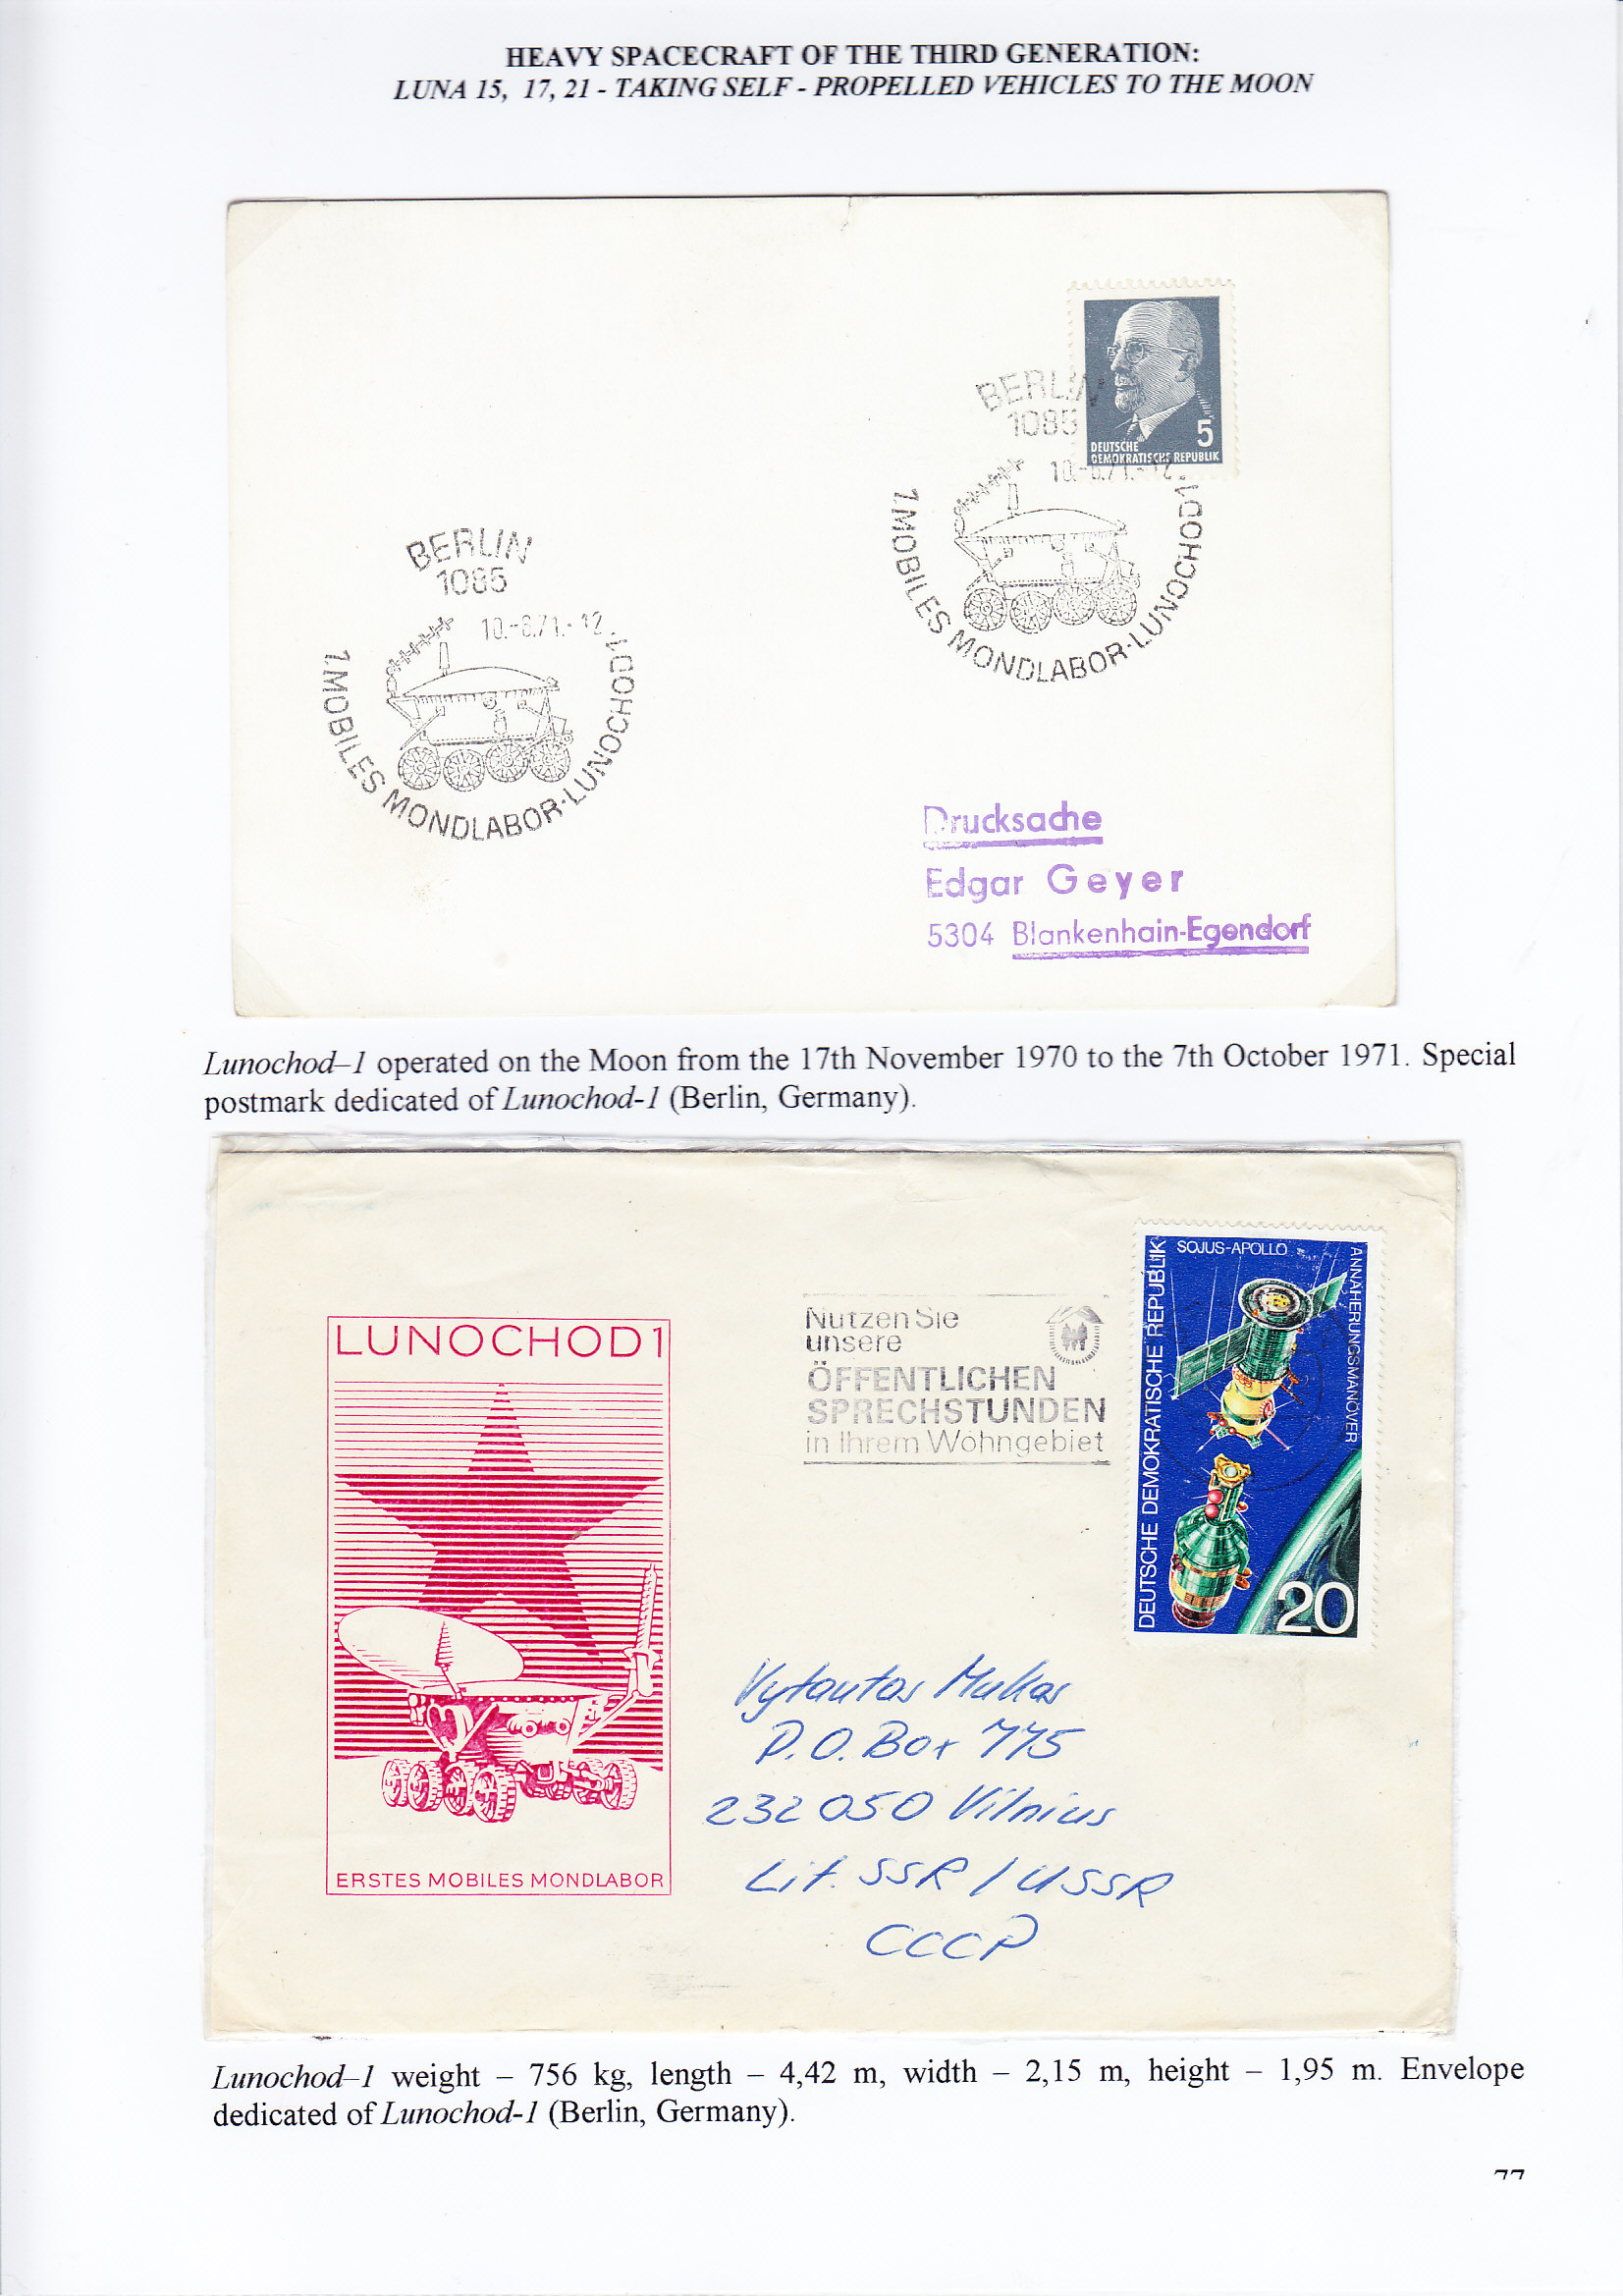 HEAVY SPACECRAFT OF THE THIRD GENERATION:
LUNA 15, 17, 21 - TAKING SELF - PROPELLED VEHICLES TO THE MOON
5
DEUTSCHE
DEMOKRATISCHE REPUBLIK
BERLIN
1085
1. MOBILES MONDLABOR · LUNOCHOD 1
BERLIN
1085
10.-8.71.-12
1. MOBILES MONDLABOR · LUNOCHOD 1
Drucksache
Edgar Geyer
5304 Blankenhain-Egendorf
Lunochod–1 operated on the Moon from the 17th November 1970 to the 7th October 1971. Special
postmark dedicated of Lunochod-1 (Berlin, Germany).
LUNOCHOD 1
ERSTES MOBILES MONDLABOR
Nutzen Sie
unsere
ÖFFENTLICHEN
SPRECHSTUNDEN
in Ihrem Wohngebiet
SOJUS-APOLLO
ANNÄHERUNGSMANÖVER
DEUTSCHE DEMOKRATISCHE REPUBLIK
20
Vytautas
P.O. Box 775
232050 Vilnius
Lit. SSR / USSR
CCCP
Lunochod–1 weight – 756 kg, length – 4,42 m, width – 2,15 m, height – 1,95 m. Envelope
dedicated of Lunochod-1 (Berlin, Germany).